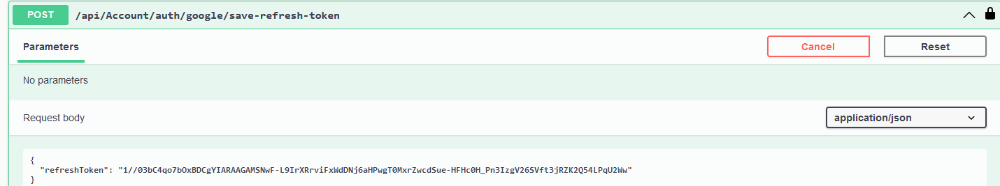 POST /api/Account/auth/google/save-refresh-token
Parameters Cancel Reset
No parameters
Request body application/json
{
"refreshToken": "1//03bC4qo7bOxBDCgYIARAAGAMSNwF-L9IrXRrviFxWdDNj6aHPwgT0MxrZwcdSue-HFHc0H_Pn3IzgV26SVft3jRZK2Q54LPqU2Ww"
}